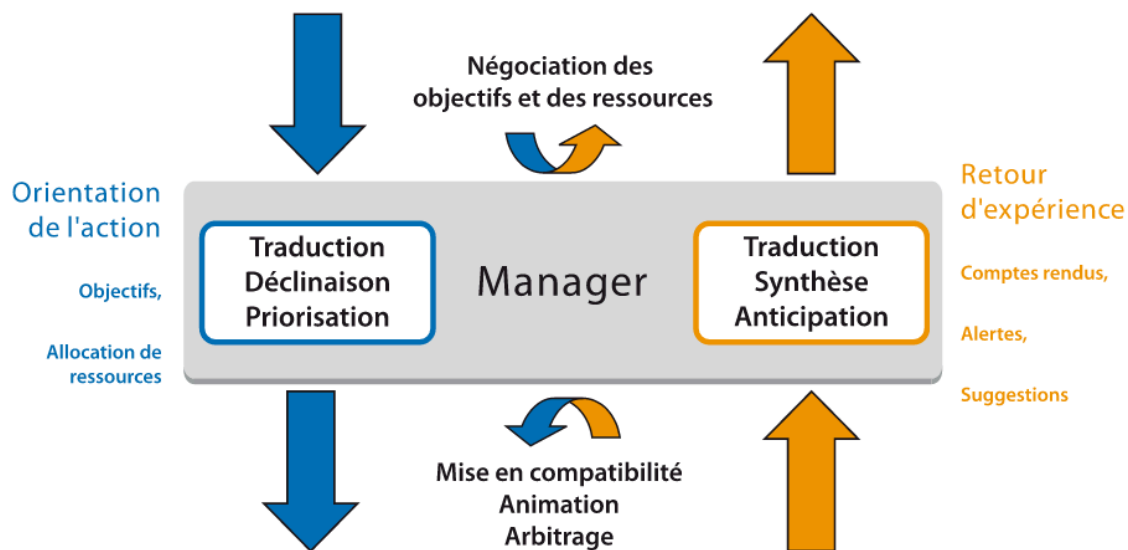 Négociation des
objectifs et des ressources
Orientation
de l'action
Objectifs,
Allocation de
ressources
Traduction
Déclinaison
Priorisation
Manager
Traduction
Synthèse
Anticipation
Retour
d'expérience
Comptes rendus,
Alertes,
Suggestions
Mise en compatibilité
Animation
Arbitrage